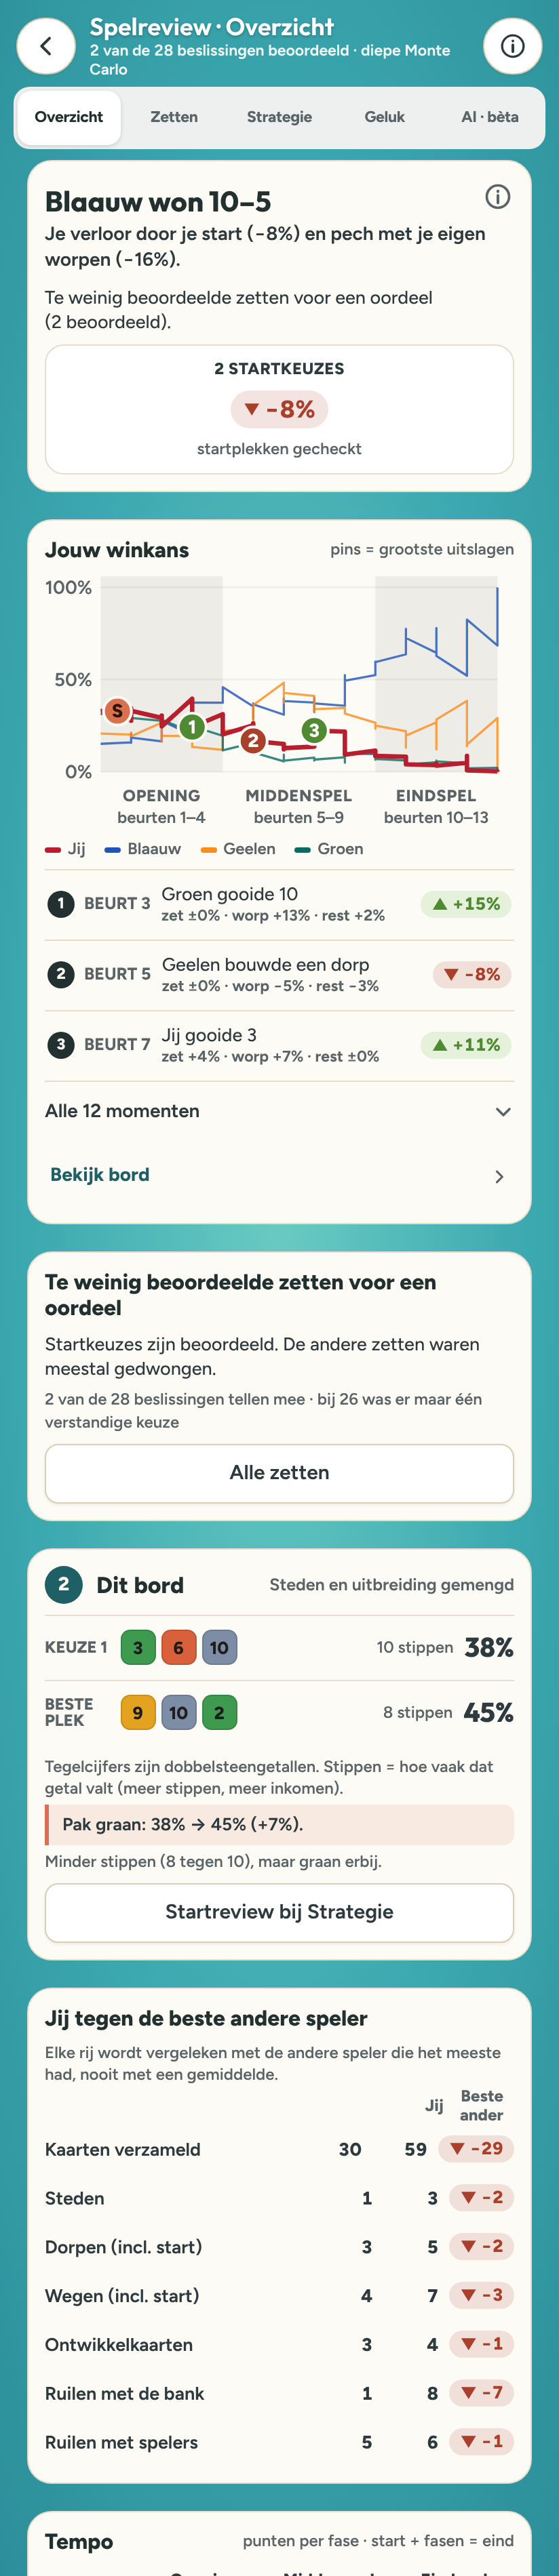 Spelreview · Overzicht
2 van de 28 beslissingen beoordeeld · diepe Monte
Carlo
Overzicht Zetten Strategie Geluk AI · bèta
Blaauw won 10–5
Je verloor door je start (−8%) en pech met je eigen
worpen (−16%).
Te weinig beoordeelde zetten voor een oordeel
(2 beoordeeld).
2 STARTKEUZES
▼ −8%
startplekken gecheckt
Jouw winkans pins = grootste uitslagen
100%
50%
0%
S 1 2 3
OPENING MIDDENSPEL EINDSPEL
beurten 1–4 beurten 5–9 beurten 10–13
Jij Blaauw Geelen Groen
1 BEURT 3 Groen gooide 10 ▲ +15%
zet ±0% · worp +13% · rest +2%
2 BEURT 5 Geelen bouwde een dorp ▼ −8%
zet ±0% · worp −5% · rest −3%
3 BEURT 7 Jij gooide 3 ▲ +11%
zet +4% · worp +7% · rest ±0%
Alle 12 momenten
Bekijk bord
Te weinig beoordeelde zetten voor een
oordeel
Startkeuzes zijn beoordeeld. De andere zetten waren
meestal gedwongen.
2 van de 28 beslissingen tellen mee · bij 26 was er maar één
verstandige keuze
Alle zetten
2 Dit bord Steden en uitbreiding gemengd
KEUZE 1 3 6 10 10 stippen 38%
BESTE
PLEK 9 10 2 8 stippen 45%
Tegelcijfers zijn dobbelsteengetallen. Stippen = hoe vaak dat
getal valt (meer stippen, meer inkomen).
Pak graan: 38% → 45% (+7%).
Minder stippen (8 tegen 10), maar graan erbij.
Startreview bij Strategie
Jij tegen de beste andere speler
Elke rij wordt vergeleken met de andere speler die het meeste
had, nooit met een gemiddelde.
Jij Beste
ander
Kaarten verzameld 30 59 ▼ −29
Steden 1 3 ▼ −2
Dorpen (incl. start) 3 5 ▼ −2
Wegen (incl. start) 4 7 ▼ −3
Ontwikkelkaarten 3 4 ▼ −1
Ruilen met de bank 1 8 ▼ −7
Ruilen met spelers 5 6 ▼ −1
Tempo punten per fase · start + fasen = eind